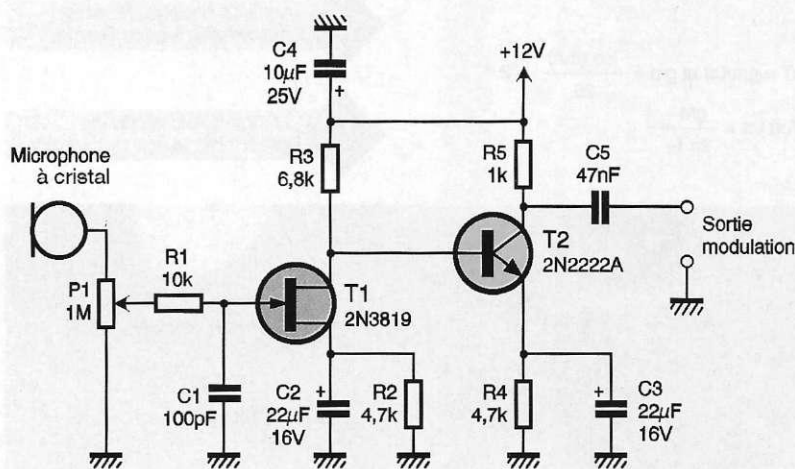 C4
10µF
25V
+
+12V
R3
6,8k
R5
1k
C5
47nF
Microphone
à cristal
Sortie
modulation
T2
2N2222A
R1
10k
P1
1M
T1
2N3819
C1
100pF
C2
22µF
16V
+
R2
4,7k
R4
4,7k
+
C3
22µF
16V